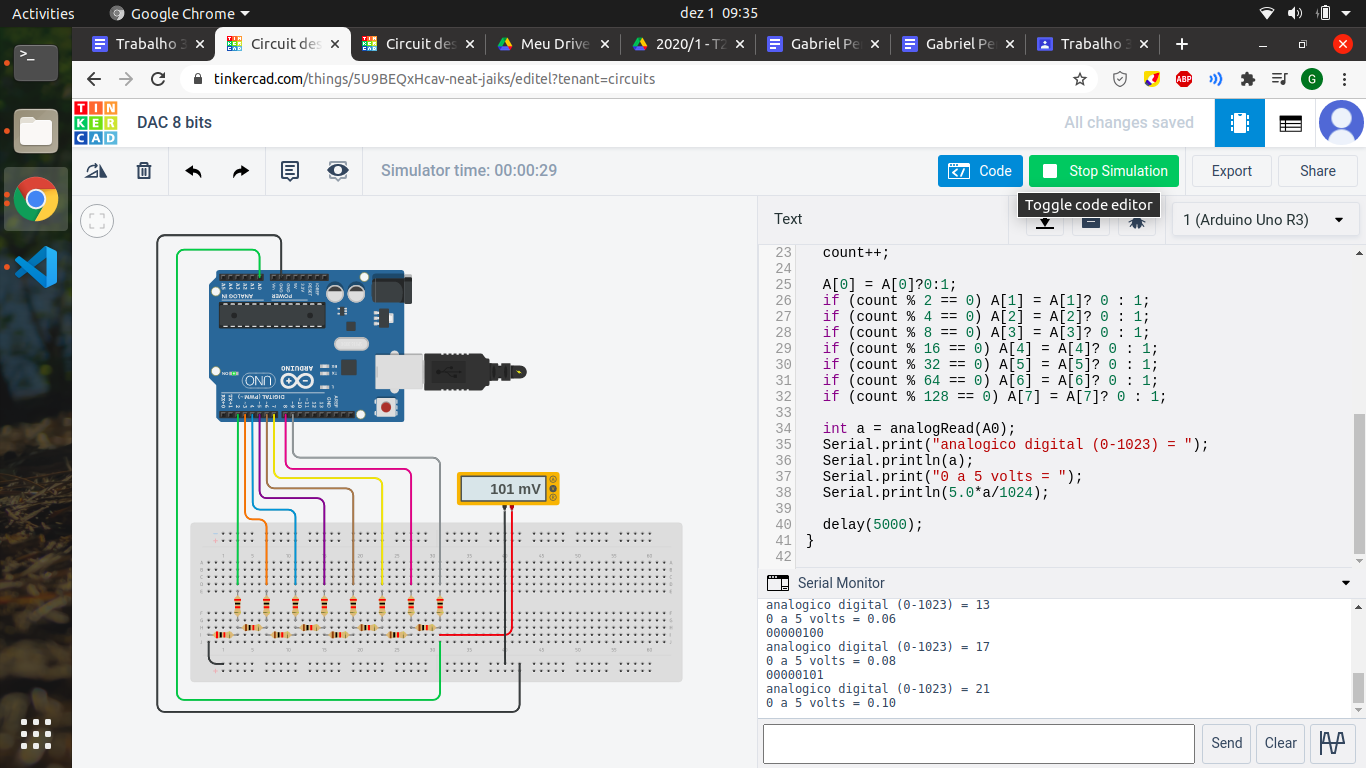 Activities
Google Chrome
dez 1 09:35
Trabalho 3
Circuit des
Circuit des
Meu Drive
2020/1 - T2
Gabriel Pe
Gabriel Pe
Trabalho 3
tinkercad.com/things/5U9BEQxHcav-neat-jaiks/editel?tenant=circuits
ABP
G
TIN
KER
CAD
DAC 8 bits
All changes saved
Simulator time: 00:00:29
Code
Stop Simulation
Export
Share
Toggle code editor
Text
1 (Arduino Uno R3)
23 count++;
24
25 A[0] = A[0]?0:1;
26 if (count % 2 == 0) A[1] = A[1]? 0 : 1;
27 if (count % 4 == 0) A[2] = A[2]? 0 : 1;
28 if (count % 8 == 0) A[3] = A[3]? 0 : 1;
29 if (count % 16 == 0) A[4] = A[4]? 0 : 1;
30 if (count % 32 == 0) A[5] = A[5]? 0 : 1;
31 if (count % 64 == 0) A[6] = A[6]? 0 : 1;
32 if (count % 128 == 0) A[7] = A[7]? 0 : 1;
33
34 int a = analogRead(A0);
35 Serial.print("analogico digital (0-1023) = ");
36 Serial.println(a);
37 Serial.print("0 a 5 volts = ");
38 Serial.println(5.0*a/1024);
39
40 delay(5000);
41 }
42
ANALOG IN
POWER
ARDUINO
UNO
DIGITAL (PWM~)
101 mV
Serial Monitor
analogico digital (0-1023) = 13
0 a 5 volts = 0.06
00000100
analogico digital (0-1023) = 17
0 a 5 volts = 0.08
00000101
analogico digital (0-1023) = 21
0 a 5 volts = 0.10
Send
Clear